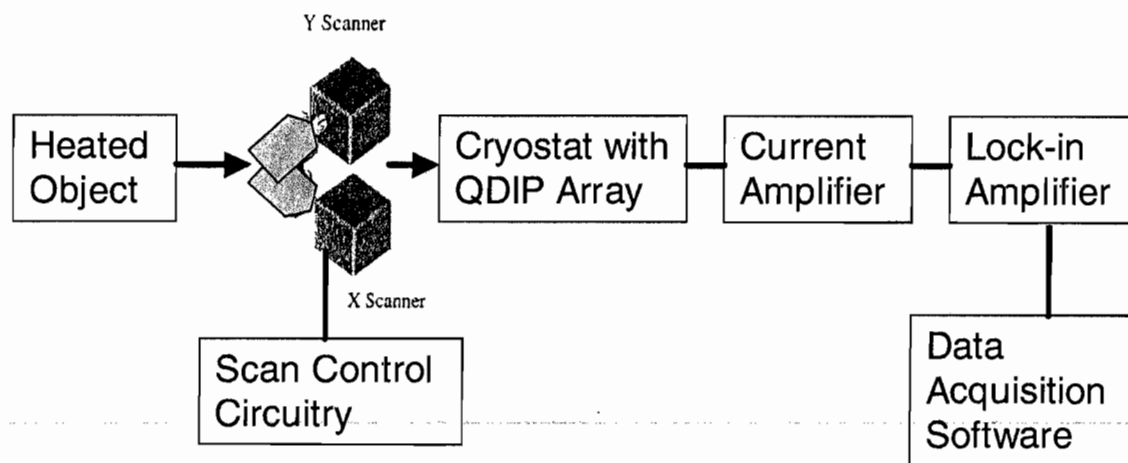 Y Scanner
Heated
Object
Cryostat with
QDIP Array
Current
Amplifier
Lock-in
Amplifier
X Scanner
Scan Control
Circuitry
Data
Acquisition
Software